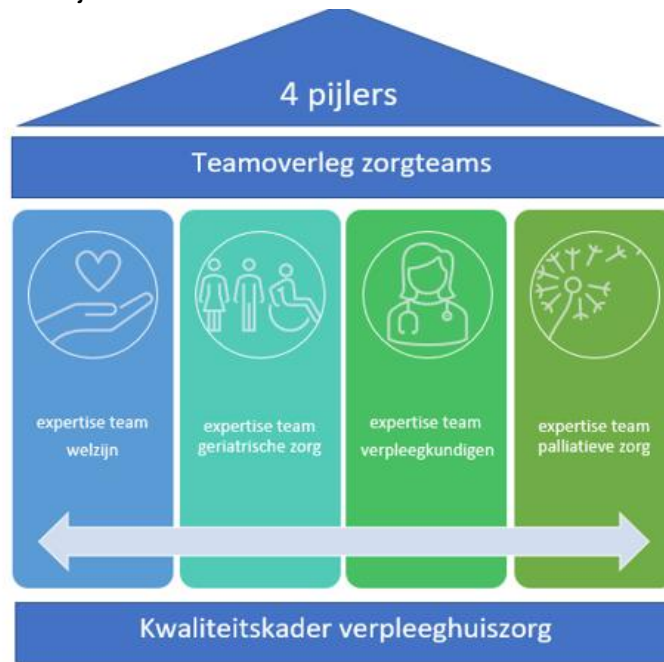 4 pijlers
Teamoverleg zorgteams
expertise team
welzijn
expertise team
geriatrische zorg
expertise team
verpleegkundigen
expertise team
palliatieve zorg
Kwaliteitskader verpleeghuiszorg